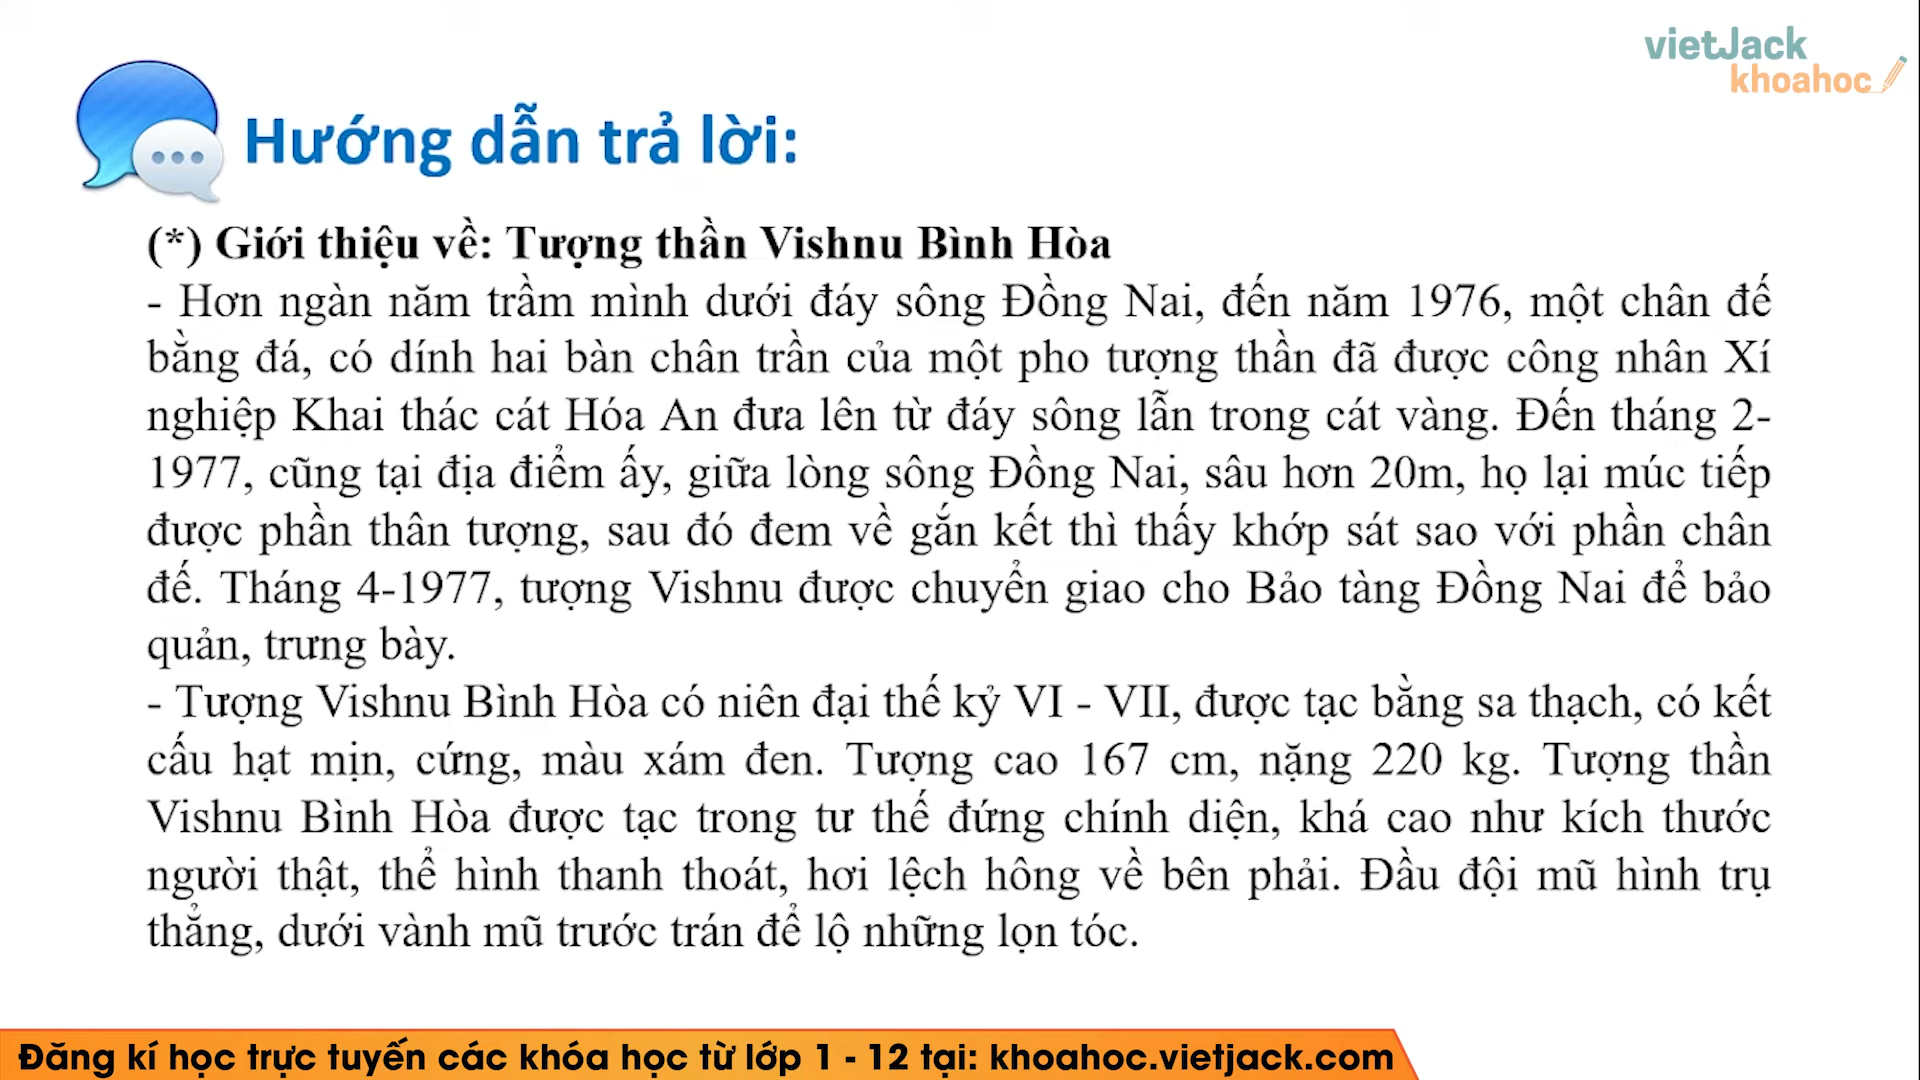 vietJack
khoahoc
Hướng dẫn trả lời:
(*) Giới thiệu về: Tượng thần Vishnu Bình Hòa
- Hơn ngàn năm trầm mình dưới đáy sông Đồng Nai, đến năm 1976, một chân đế
bằng đá, có dính hai bàn chân trần của một pho tượng thần đã được công nhân Xí
nghiệp Khai thác cát Hóa An đưa lên từ đáy sông lẫn trong cát vàng. Đến tháng 2-
1977, cũng tại địa điểm ấy, giữa lòng sông Đồng Nai, sâu hơn 20m, họ lại múc tiếp
được phần thân tượng, sau đó đem về gắn kết thì thấy khớp sát sao với phần chân
đế. Tháng 4-1977, tượng Vishnu được chuyển giao cho Bảo tàng Đồng Nai để bảo
quản, trưng bày.
- Tượng Vishnu Bình Hòa có niên đại thế kỷ VI - VII, được tạc bằng sa thạch, có kết
cấu hạt mịn, cứng, màu xám đen. Tượng cao 167 cm, nặng 220 kg. Tượng thần
Vishnu Bình Hòa được tạc trong tư thế đứng chính diện, khá cao như kích thước
người thật, thể hình thanh thoát, hơi lệch hông về bên phải. Đầu đội mũ hình trụ
thẳng, dưới vành mũ trước trán để lộ những lọn tóc.
Đăng kí học trực tuyến các khóa học từ lớp 1 - 12 tại: khoahoc.vietjack.com